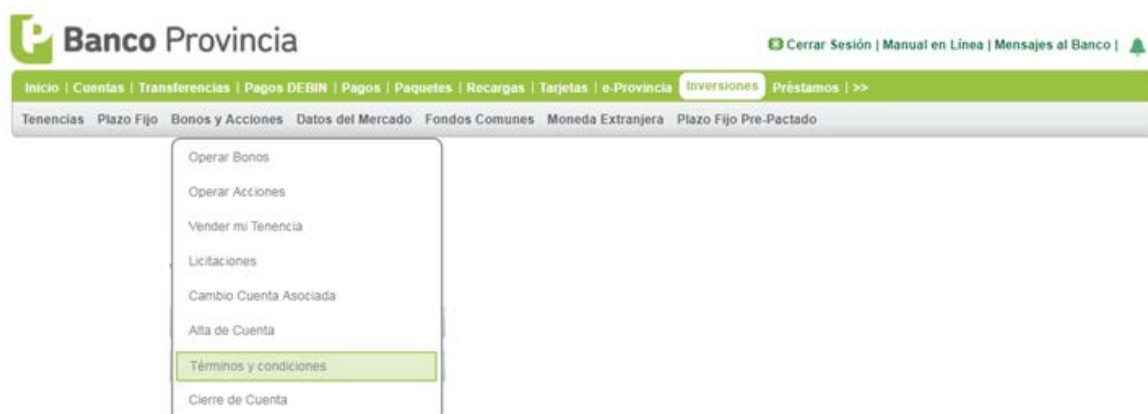 Banco Provincia
Cerrar Sesión | Manual en Línea | Mensajes al Banco |
Inicio | Cuentas | Transferencias | Pagos DEBIN | Pagos | Paquetes | Recargas | Tarjetas | e-Provincia Inversiones Préstamos | >>
Tenencias Plazo Fijo Bonos y Acciones Datos del Mercado Fondos Comunes Moneda Extranjera Plazo Fijo Pre-Pactado
Operar Bonos
Operar Acciones
Vender mi Tenencia
Licitaciones
Cambio Cuenta Asociada
Alta de Cuenta
Términos y condiciones
Cierre de Cuenta